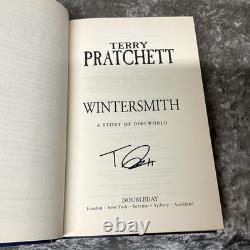 TERRY
PRATCHETT
WINTERSMITH
A STORY OF DISCWORLD
DOUBLEDAY
London · New York · Toronto · Sydney · Auckland